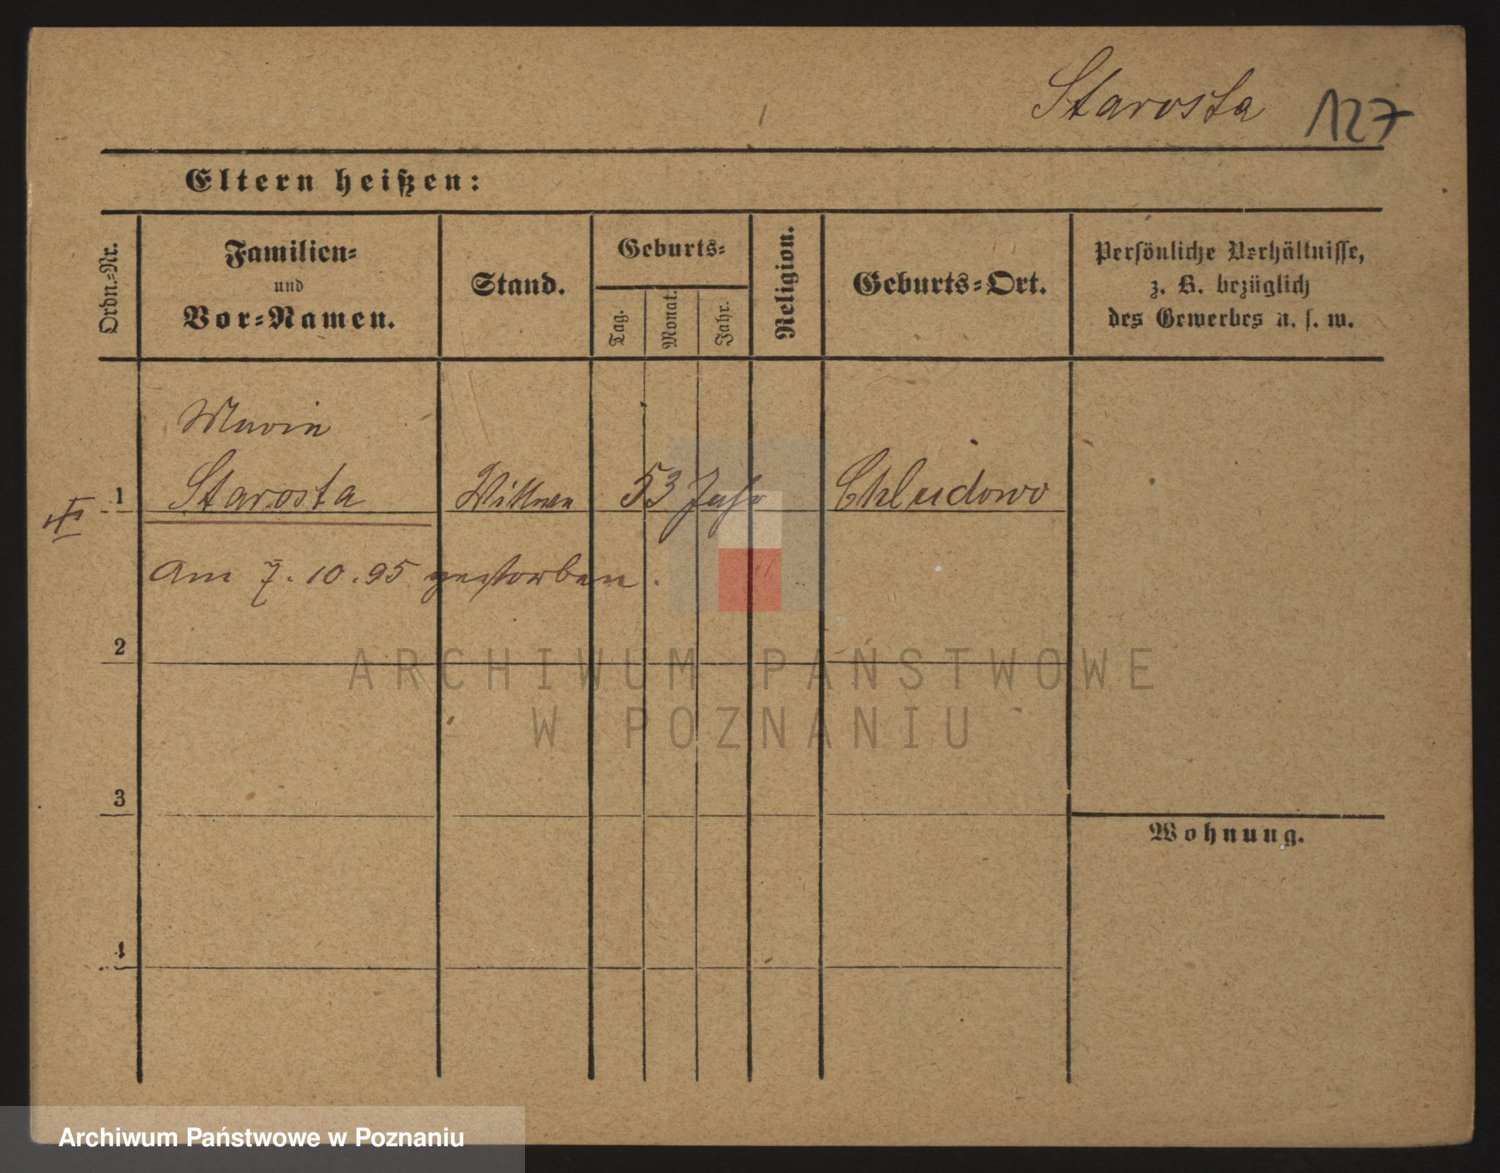 Starosta 127
Eltern heißen:
Ordn.-Nr.
Familien-
und
Vor-Namen.
Stand.
Geburts-
Tag.
Monat.
Jahr.
Religion.
Geburts-Ort.
Persönliche Verhältnisse,
z. B. bezüglich
des Gewerbes u. s. w.
Marie
1 Starosta Wittwe 53 Jahr Chludowo
Am 7.10.95 gestorben.
2
ARCHIWUM PAŃSTWOWE
W POZNANIU
3
Wohnung.
4
Archiwum Państwowe w Poznaniu